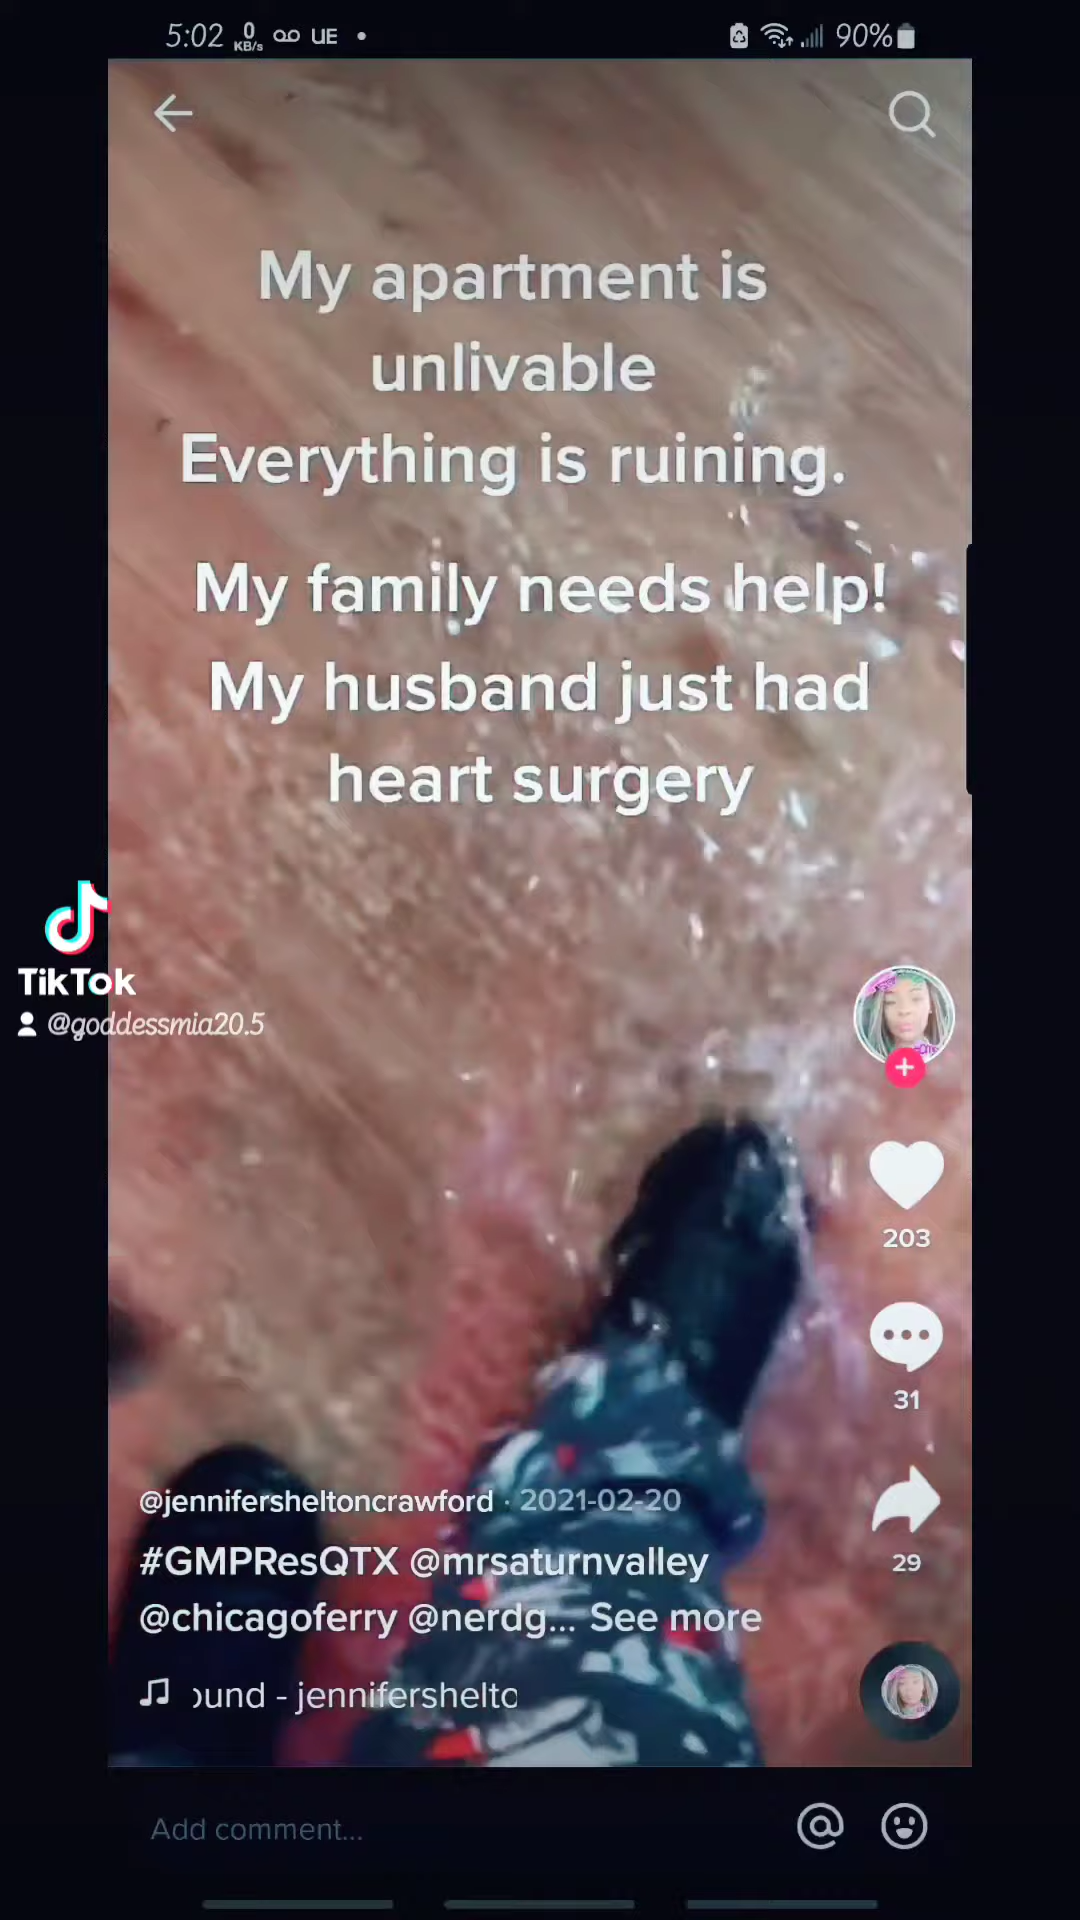 5:02 0 KB/s UE 90%
My apartment is
unlivable
Everything is ruining.
My family needs help!
My husband just had
heart surgery
TikTok
@goddessmia20.5
203
31
@jennifersheltoncrawford · 2021-02-20
#GMPResQTX @mrsaturnvalley
29
@chicagoferry @nerdg... See more
ound - jennifershelto
Add comment...